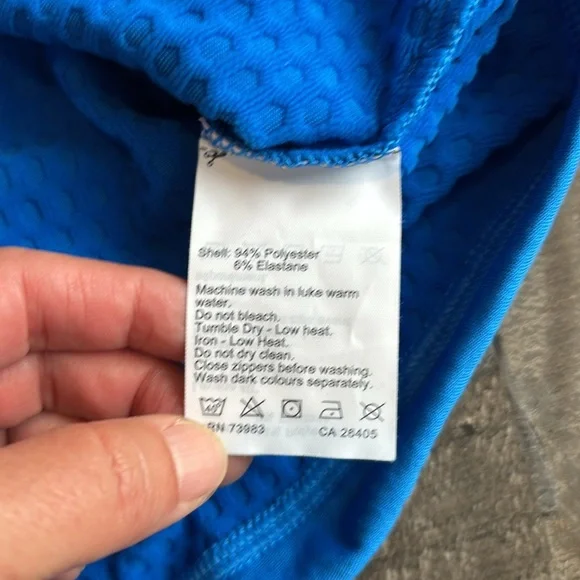 Shell: 94% Polyester
6% Elastane
Machine wash in luke warm
water.
Do not bleach.
Tumble Dry - Low heat.
Iron - Low Heat.
Do not dry clean.
Close zippers before washing.
Wash dark colours separately.
RN 73983 CA 28405